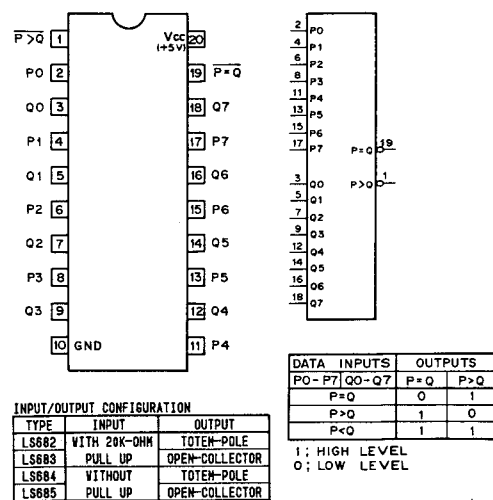 P>Q 1 Vcc 20
(+5V)
P0 2 19 P=Q
Q0 3 18 Q7
P1 4 17 P7
Q1 5 16 Q6
P2 6 15 P6
Q2 7 14 Q5
P3 8 13 P5
Q3 9 12 Q4
10 GND 11 P4
2 P0
4 P1
6 P2
8 P3
11 P4
13 P5
15 P6
17 P7 P=Q 19
3 Q0 P>Q 1
5 Q1
7 Q2
9 Q3
12 Q4
14 Q5
16 Q6
18 Q7
INPUT/OUTPUT CONFIGURATION
TYPE INPUT OUTPUT
LS682 WITH 20K-OHM TOTEM-POLE
LS683 PULL UP OPEN-COLLECTOR
LS684 WITHOUT TOTEM-POLE
LS685 PULL UP OPEN-COLLECTOR
DATA INPUTS OUTPUTS
P0-P7 Q0-Q7 P=Q P>Q
P=Q 0 1
P>Q 1 0
P<Q 1 1
1; HIGH LEVEL
0; LOW LEVEL